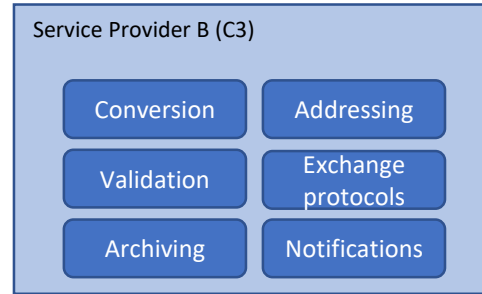 Service Provider B (C3)
Conversion
Addressing
Validation
Exchange
protocols
Archiving
Notifications